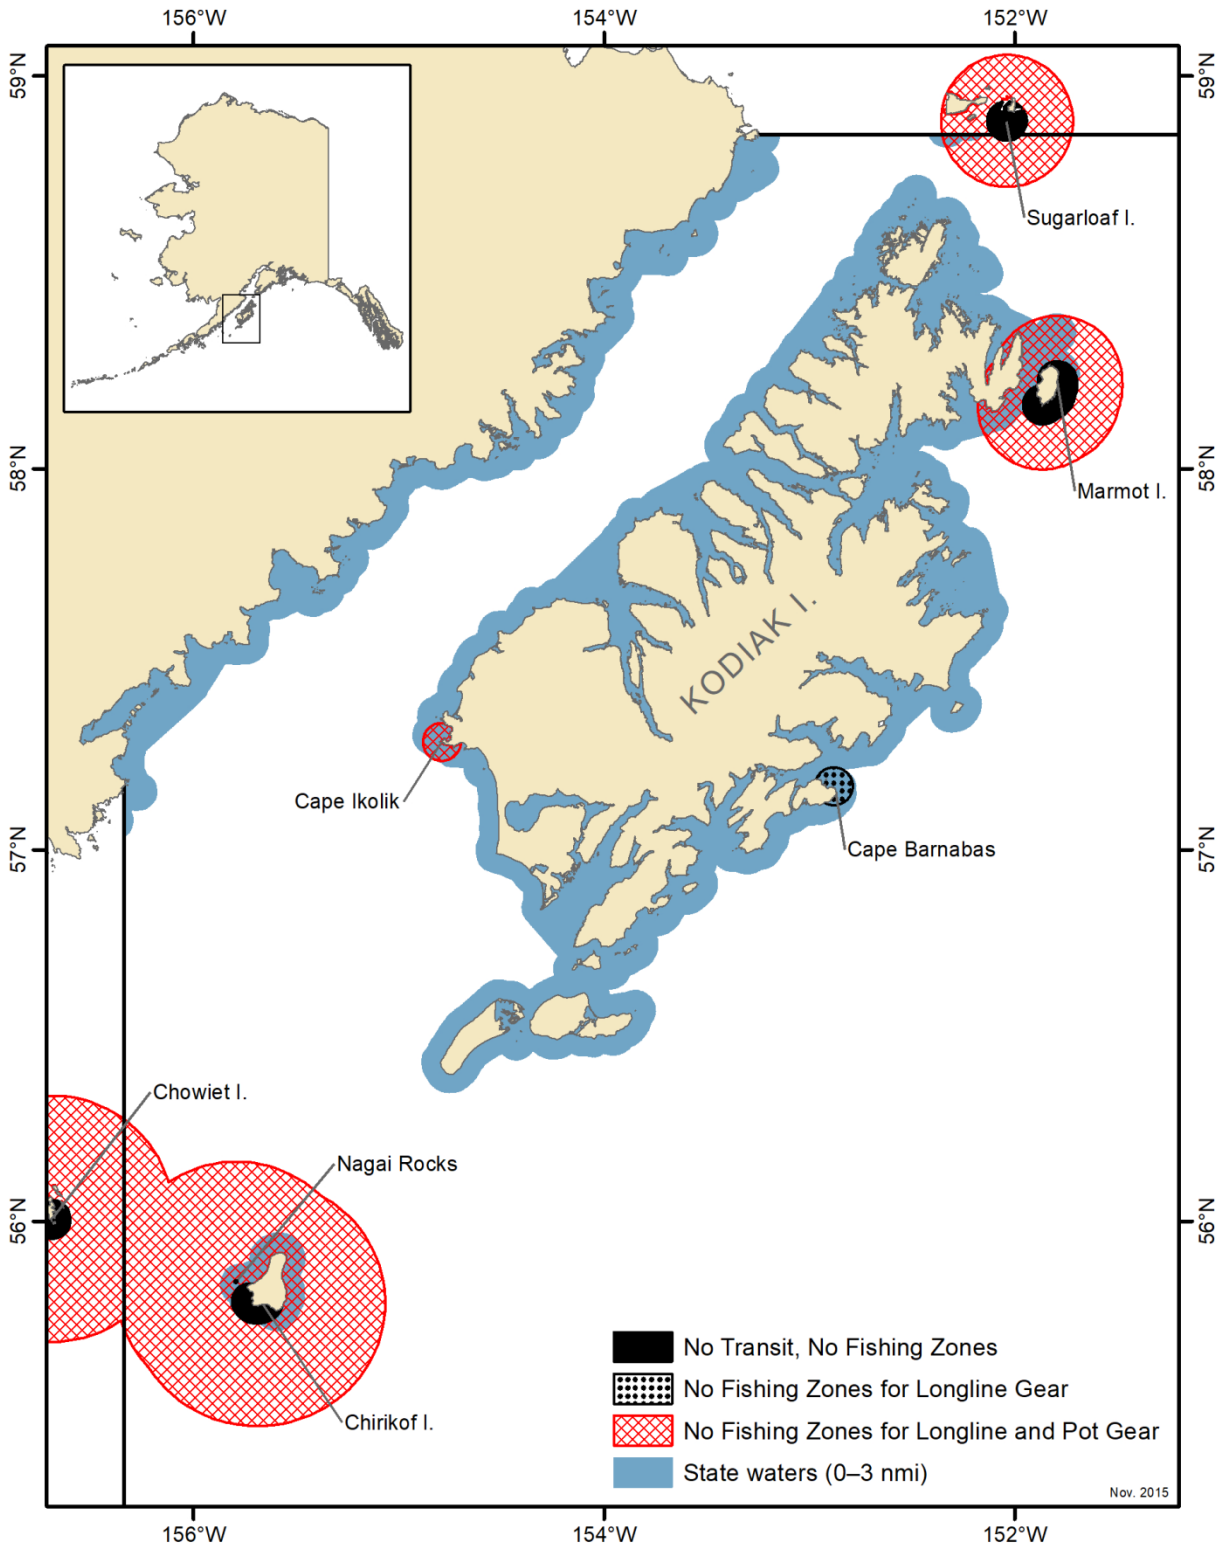 156°W
154°W
152°W
59°N
59°N
Sugarloaf I.
58°N
58°N
Marmot I.
KODIAK I.
Cape Ikolik
57°N
Cape Barnabas
57°N
Chowiet I.
Nagai Rocks
56°N
56°N
Chirikof I.
No Transit, No Fishing Zones
No Fishing Zones for Longline Gear
No Fishing Zones for Longline and Pot Gear
State waters (0–3 nmi)
Nov. 2015
156°W
154°W
152°W